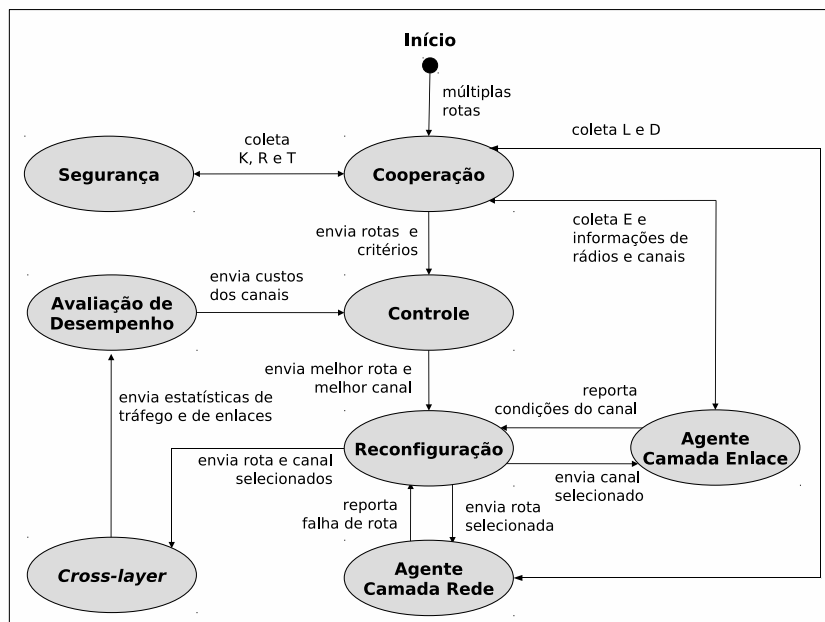 Início
múltiplas
rotas
coleta L e D
coleta
K, R e T
Segurança
Cooperação
envia rotas e
critérios
coleta E e
informações de
rádios e canais
envia custos
dos canais
Avaliação de
Desempenho
Controle
envia melhor rota e
melhor canal
envia estatísticas de
tráfego e de enlaces
reporta
condições do canal
Reconfiguração
Agente
Camada Enlace
envia rota e canal
selecionados
envia canal
selecionado
reporta
falha de rota
envia rota
selecionada
Cross-layer
Agente
Camada Rede